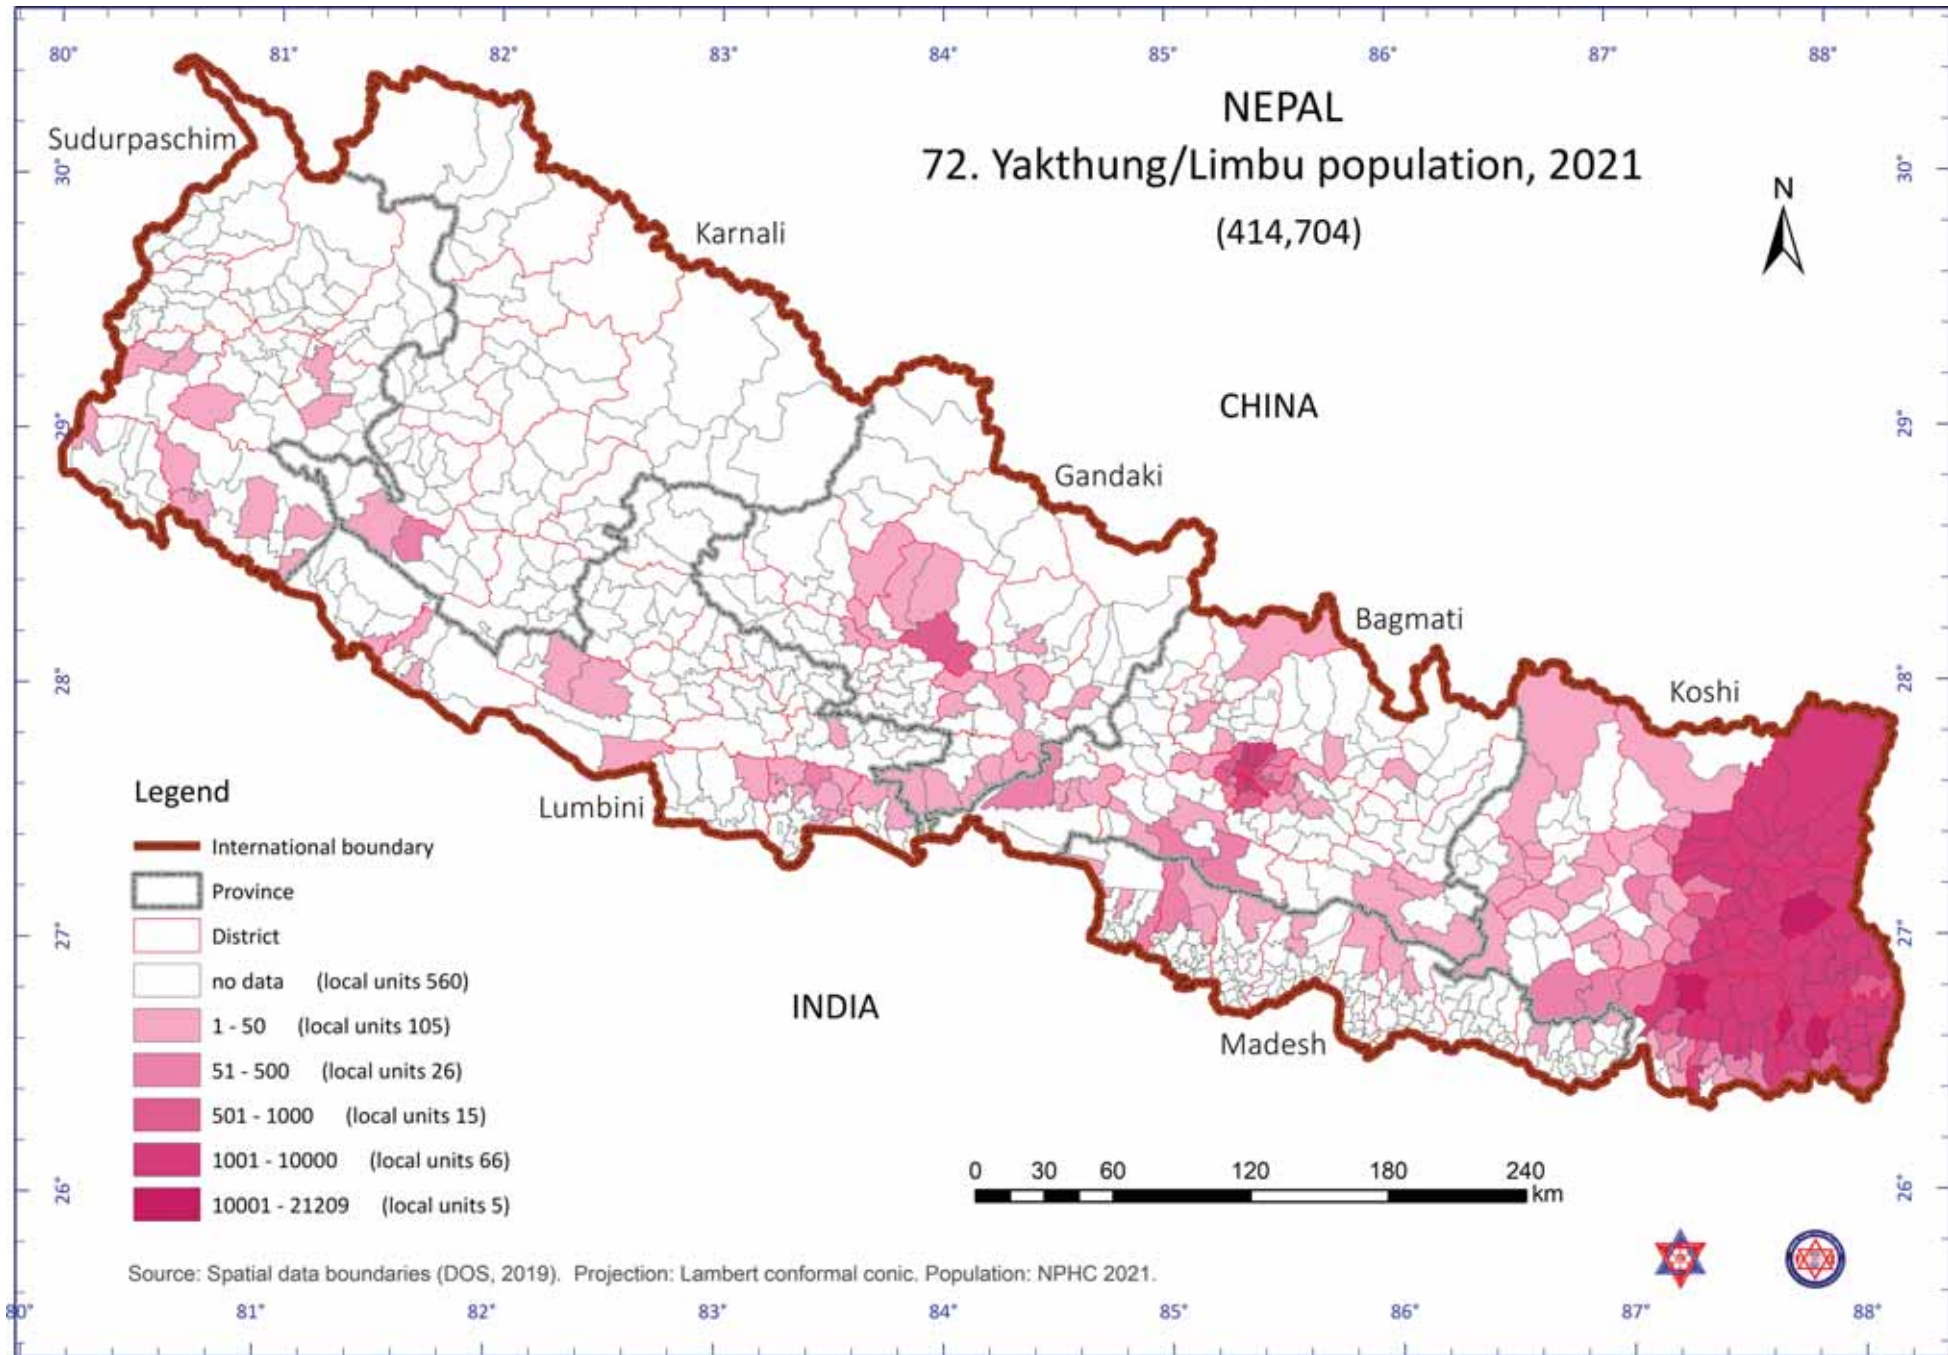 80° 81° 82° 83° 84° 85° 86° 87° 88°
NEPAL
72. Yakthung/Limbu population, 2021
(414,704)
N
Sudurpaschim
30° 30°
Karnali
CHINA
29° 29°
Gandaki
Bagmati
28° 28°
Koshi
Lumbini
27° 27°
INDIA
Madesh
26° 26°
Legend
International boundary
Province
District
no data (local units 560)
1 - 50 (local units 105)
51 - 500 (local units 26)
501 - 1000 (local units 15)
1001 - 10000 (local units 66)
10001 - 21209 (local units 5)
0 30 60 120 180 240
km
Source: Spatial data boundaries (DOS, 2019). Projection: Lambert conformal conic. Population: NPHC 2021.
80° 81° 82° 83° 84° 85° 86° 87° 88°